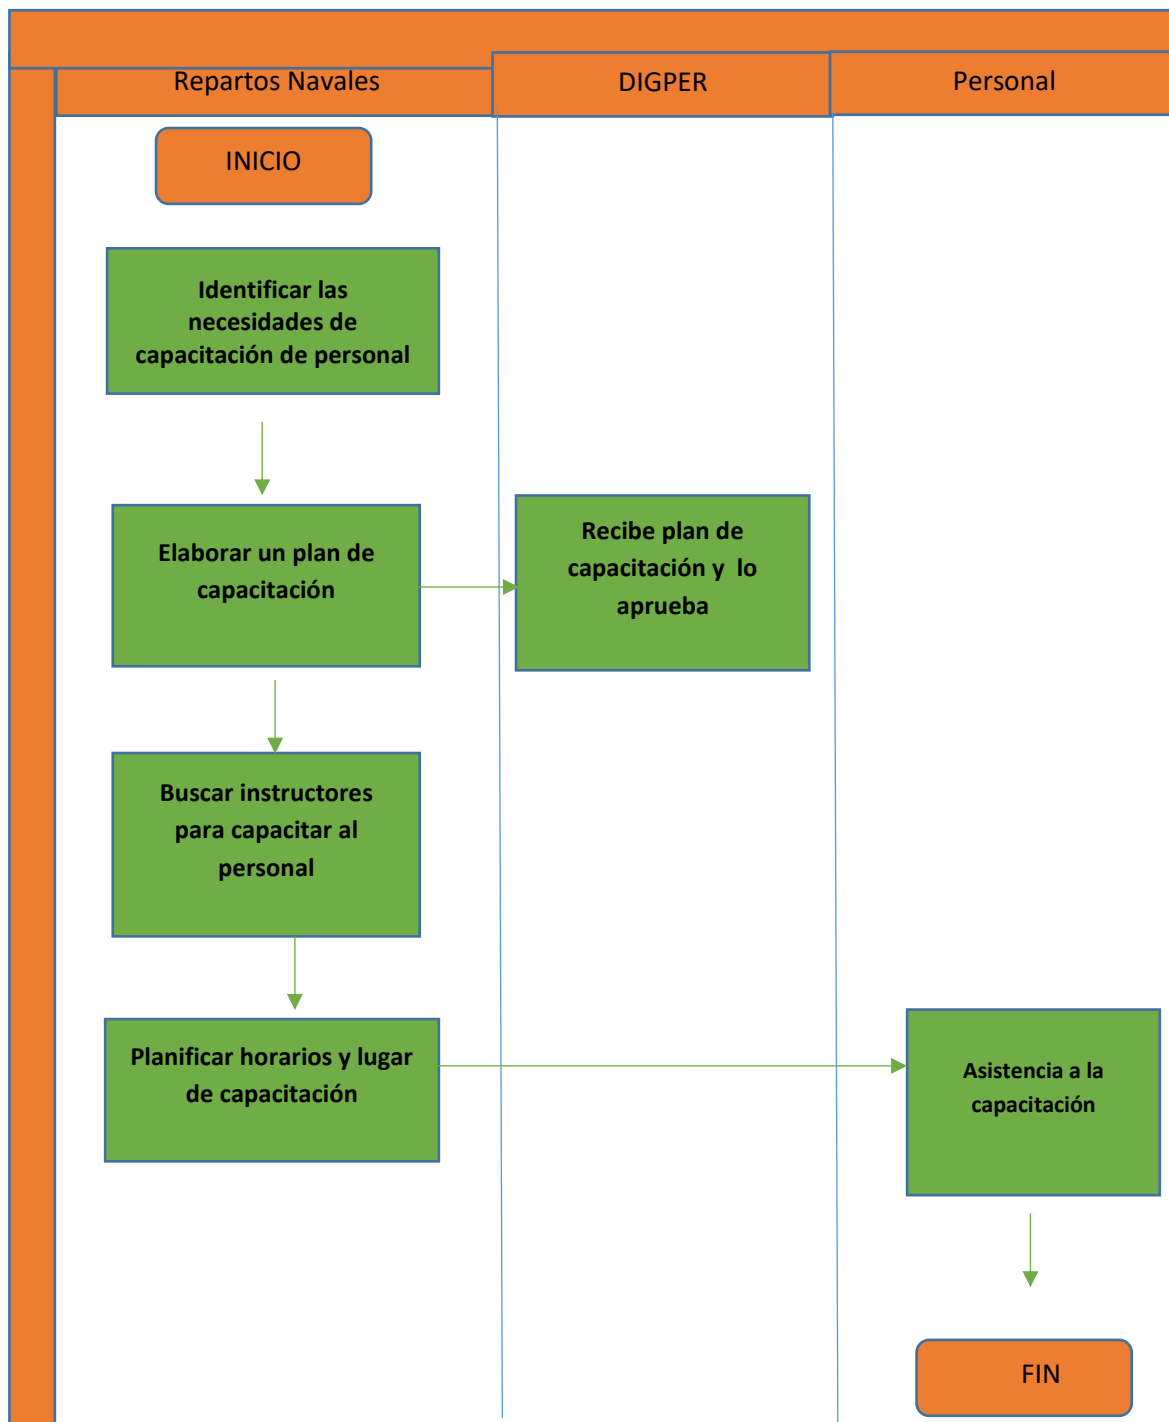 Repartos Navales
DIGPER
Personal
INICIO
Identificar las
necesidades de
capacitación de personal
Elaborar un plan de
capacitación
Recibe plan de
capacitación y  lo
aprueba
Buscar instructores
para capacitar al
personal
Planificar horarios y lugar
de capacitación
Asistencia a la
capacitación
FIN